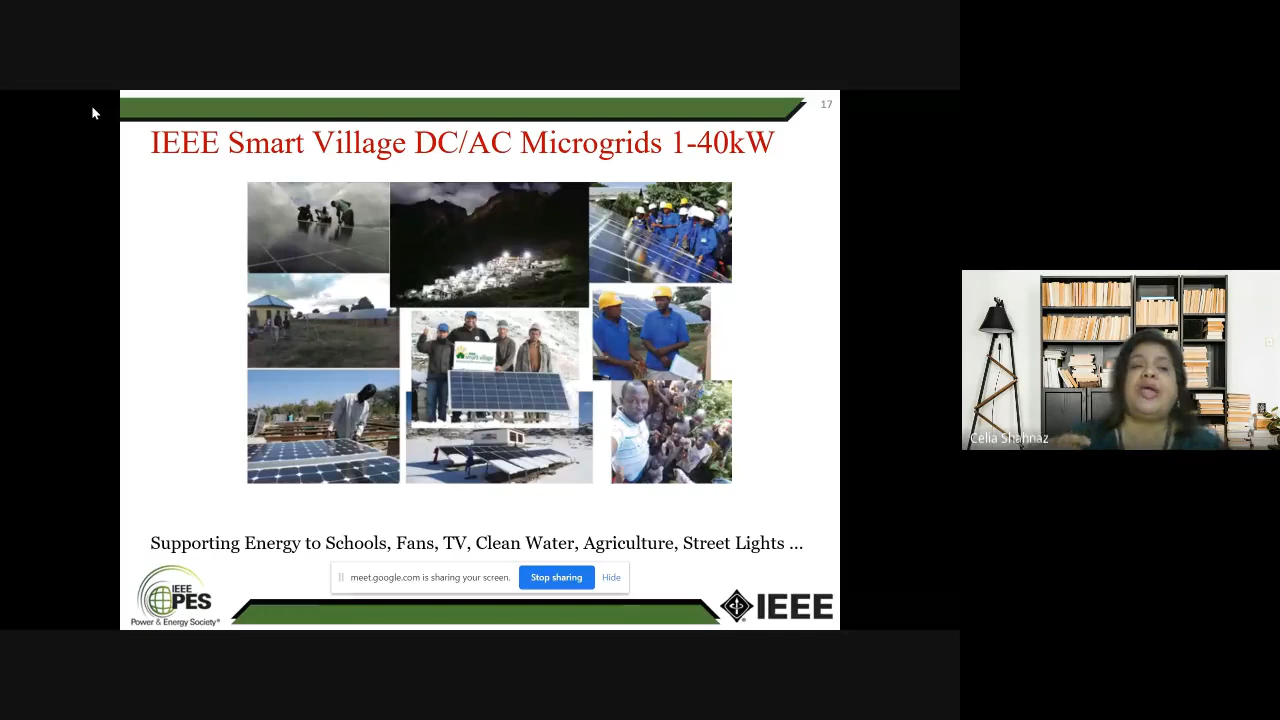 17
IEEE Smart Village DC/AC Microgrids 1-40kW
smart village
Supporting Energy to Schools, Fans, TV, Clean Water, Agriculture, Street Lights ...
meet.google.com is sharing your screen.
Stop sharing
Hide
IEEE
PES
Power & Energy Society®
IEEE
Celia Shahnaz